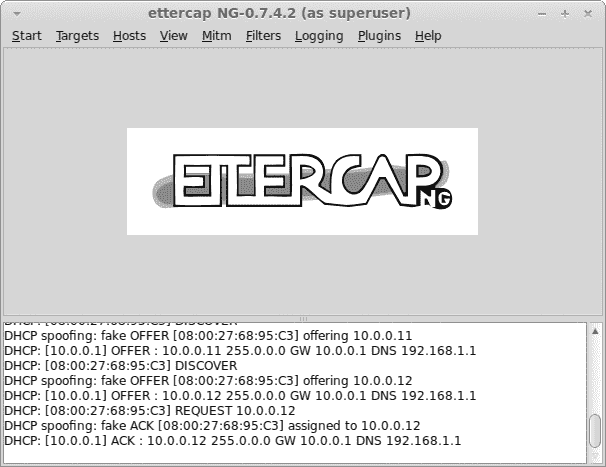 ettercap NG-0.7.4.2 (as superuser)
Start Targets Hosts View Mitm Filters Logging Plugins Help
ETTERCAP
NG
DHCP: [08:00:27:68:95:C3] DISCOVER
DHCP spoofing: fake OFFER [08:00:27:68:95:C3] offering 10.0.0.11
DHCP: [10.0.0.1] OFFER : 10.0.0.11 255.0.0.0 GW 10.0.0.1 DNS 192.168.1.1
DHCP: [08:00:27:68:95:C3] DISCOVER
DHCP spoofing: fake OFFER [08:00:27:68:95:C3] offering 10.0.0.12
DHCP: [10.0.0.1] OFFER : 10.0.0.12 255.0.0.0 GW 10.0.0.1 DNS 192.168.1.1
DHCP: [08:00:27:68:95:C3] REQUEST 10.0.0.12
DHCP spoofing: fake ACK [08:00:27:68:95:C3] assigned to 10.0.0.12
DHCP: [10.0.0.1] ACK : 10.0.0.12 255.0.0.0 GW 10.0.0.1 DNS 192.168.1.1